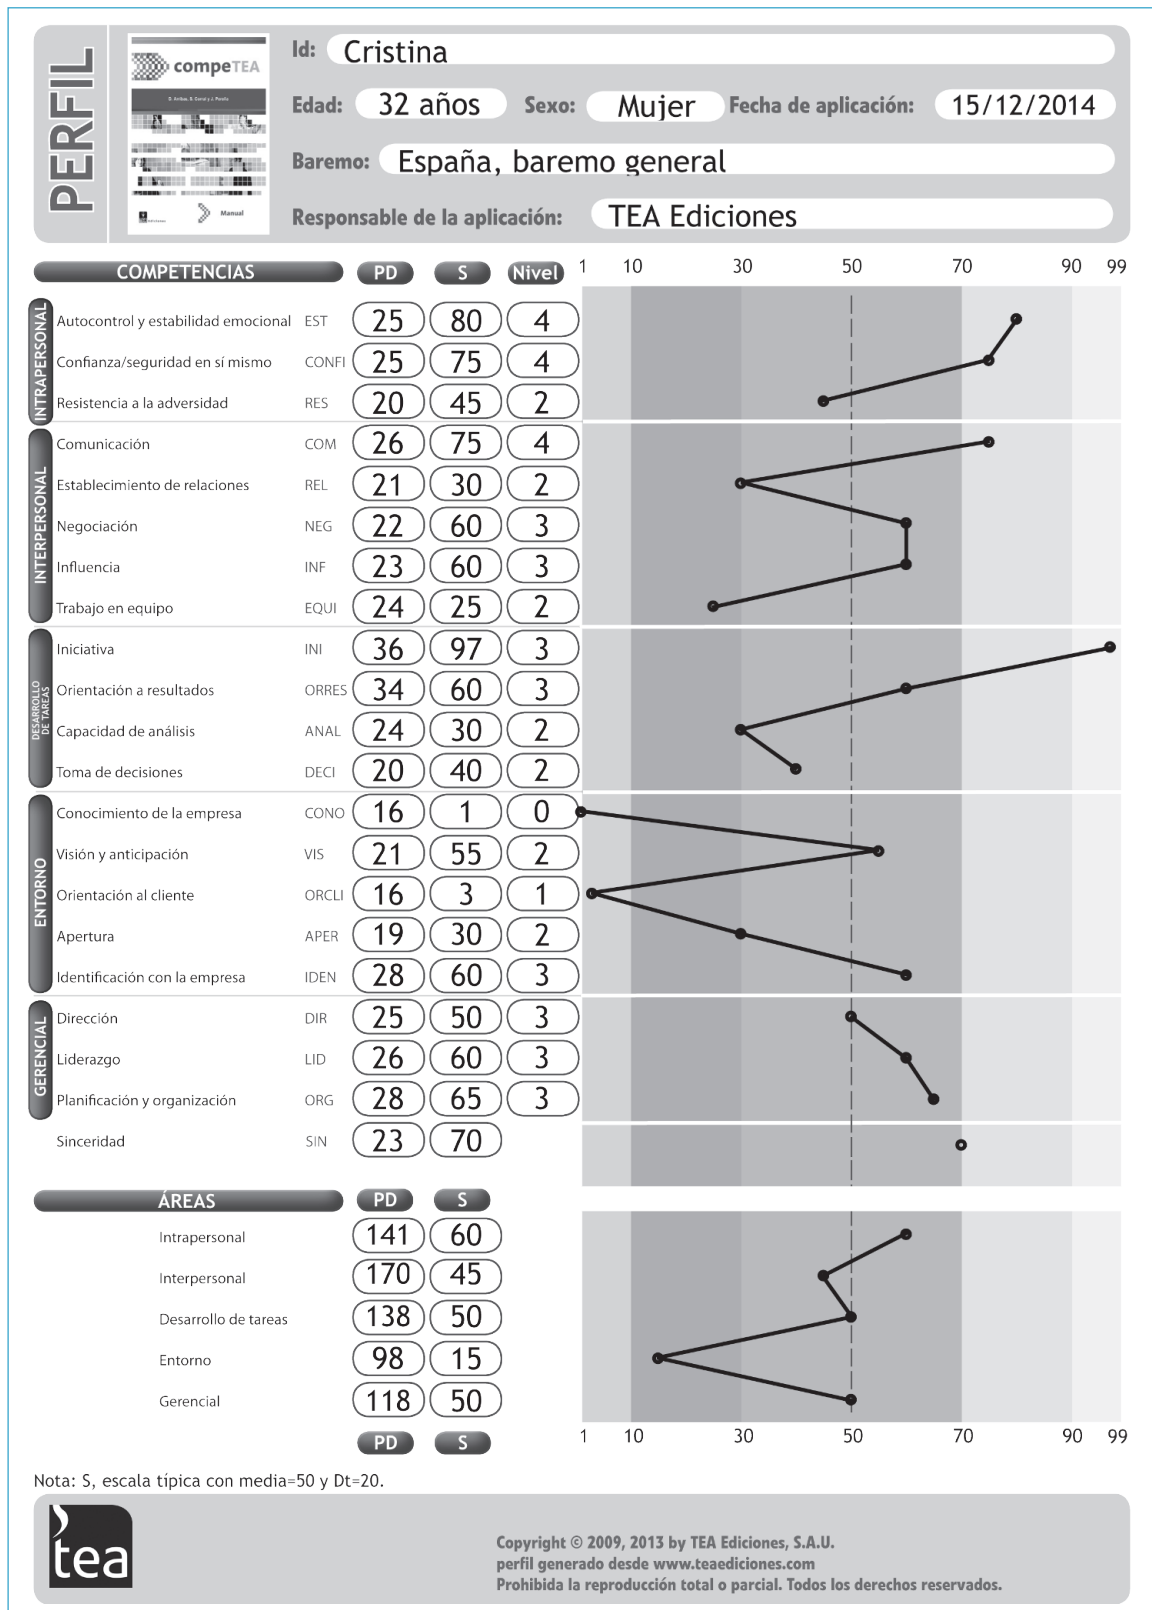 PERFIL
compeTEA
D. Arribas, S. Corral y J. Pereña
Manual
Id: Cristina
Edad: 32 años Sexo: Mujer Fecha de aplicación: 15/12/2014
Baremo: España, baremo general
Responsable de la aplicación: TEA Ediciones
COMPETENCIAS PD S Nivel 1 10 30 50 70 90 99
INTRAPERSONAL
Autocontrol y estabilidad emocional EST 25 80 4
Confianza/seguridad en sí mismo CONFI 25 75 4
Resistencia a la adversidad RES 20 45 2
INTERPERSONAL
Comunicación COM 26 75 4
Establecimiento de relaciones REL 21 30 2
Negociación NEG 22 60 3
Influencia INF 23 60 3
Trabajo en equipo EQUI 24 25 2
DESARROLLO
DE TAREAS
Iniciativa INI 36 97 3
Orientación a resultados ORRES 34 60 3
Capacidad de análisis ANAL 24 30 2
Toma de decisiones DECI 20 40 2
ENTORNO
Conocimiento de la empresa CONO 16 1 0
Visión y anticipación VIS 21 55 2
Orientación al cliente ORCLI 16 3 1
Apertura APER 19 30 2
Identificación con la empresa IDEN 28 60 3
GERENCIAL
Dirección DIR 25 50 3
Liderazgo LID 26 60 3
Planificación y organización ORG 28 65 3
Sinceridad SIN 23 70
ÁREAS PD S
Intrapersonal 141 60
Interpersonal 170 45
Desarrollo de tareas 138 50
Entorno 98 15
Gerencial 118 50
PD S 1 10 30 50 70 90 99
Nota: S, escala típica con media=50 y Dt=20.
tea
Copyright © 2009, 2013 by TEA Ediciones, S.A.U.
perfil generado desde www.teaediciones.com
Prohibida la reproducción total o parcial. Todos los derechos reservados.